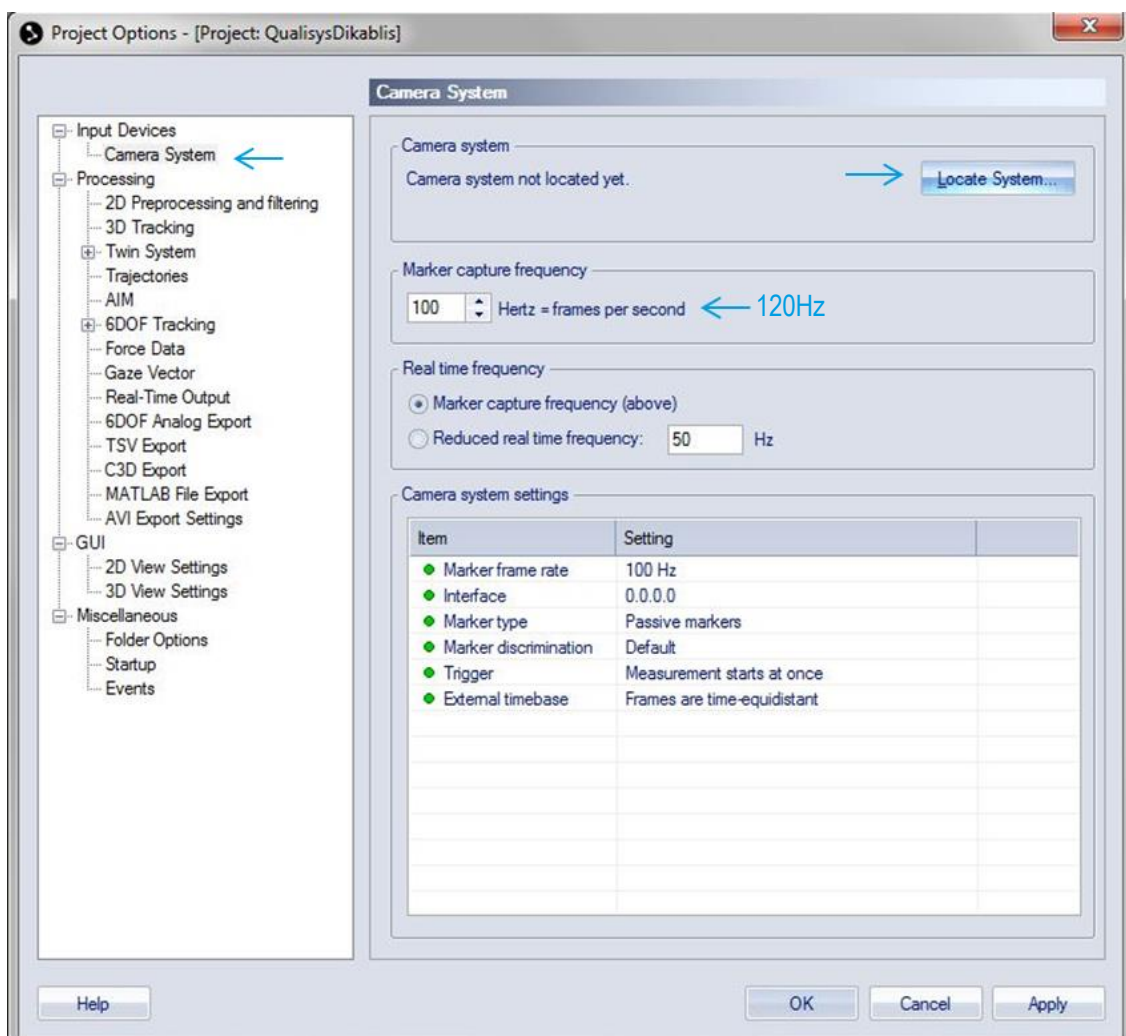 Project Options - [Project: QualisysDikablis]
Camera System
Input Devices
Camera System
Processing
2D Preprocessing and filtering
3D Tracking
Twin System
Trajectories
AIM
6DOF Tracking
Force Data
Gaze Vector
Real-Time Output
6DOF Analog Export
TSV Export
C3D Export
MATLAB File Export
AVI Export Settings
GUI
2D View Settings
3D View Settings
Miscellaneous
Folder Options
Startup
Events
Camera system
Camera system not located yet.
Locate System...
Marker capture frequency
100 Hertz = frames per second 120Hz
Real time frequency
Marker capture frequency (above)
Reduced real time frequency: 50 Hz
Camera system settings
Item Setting
Marker frame rate 100 Hz
Interface 0.0.0.0
Marker type Passive markers
Marker discrimination Default
Trigger Measurement starts at once
External timebase Frames are time-equidistant
Help OK Cancel Apply